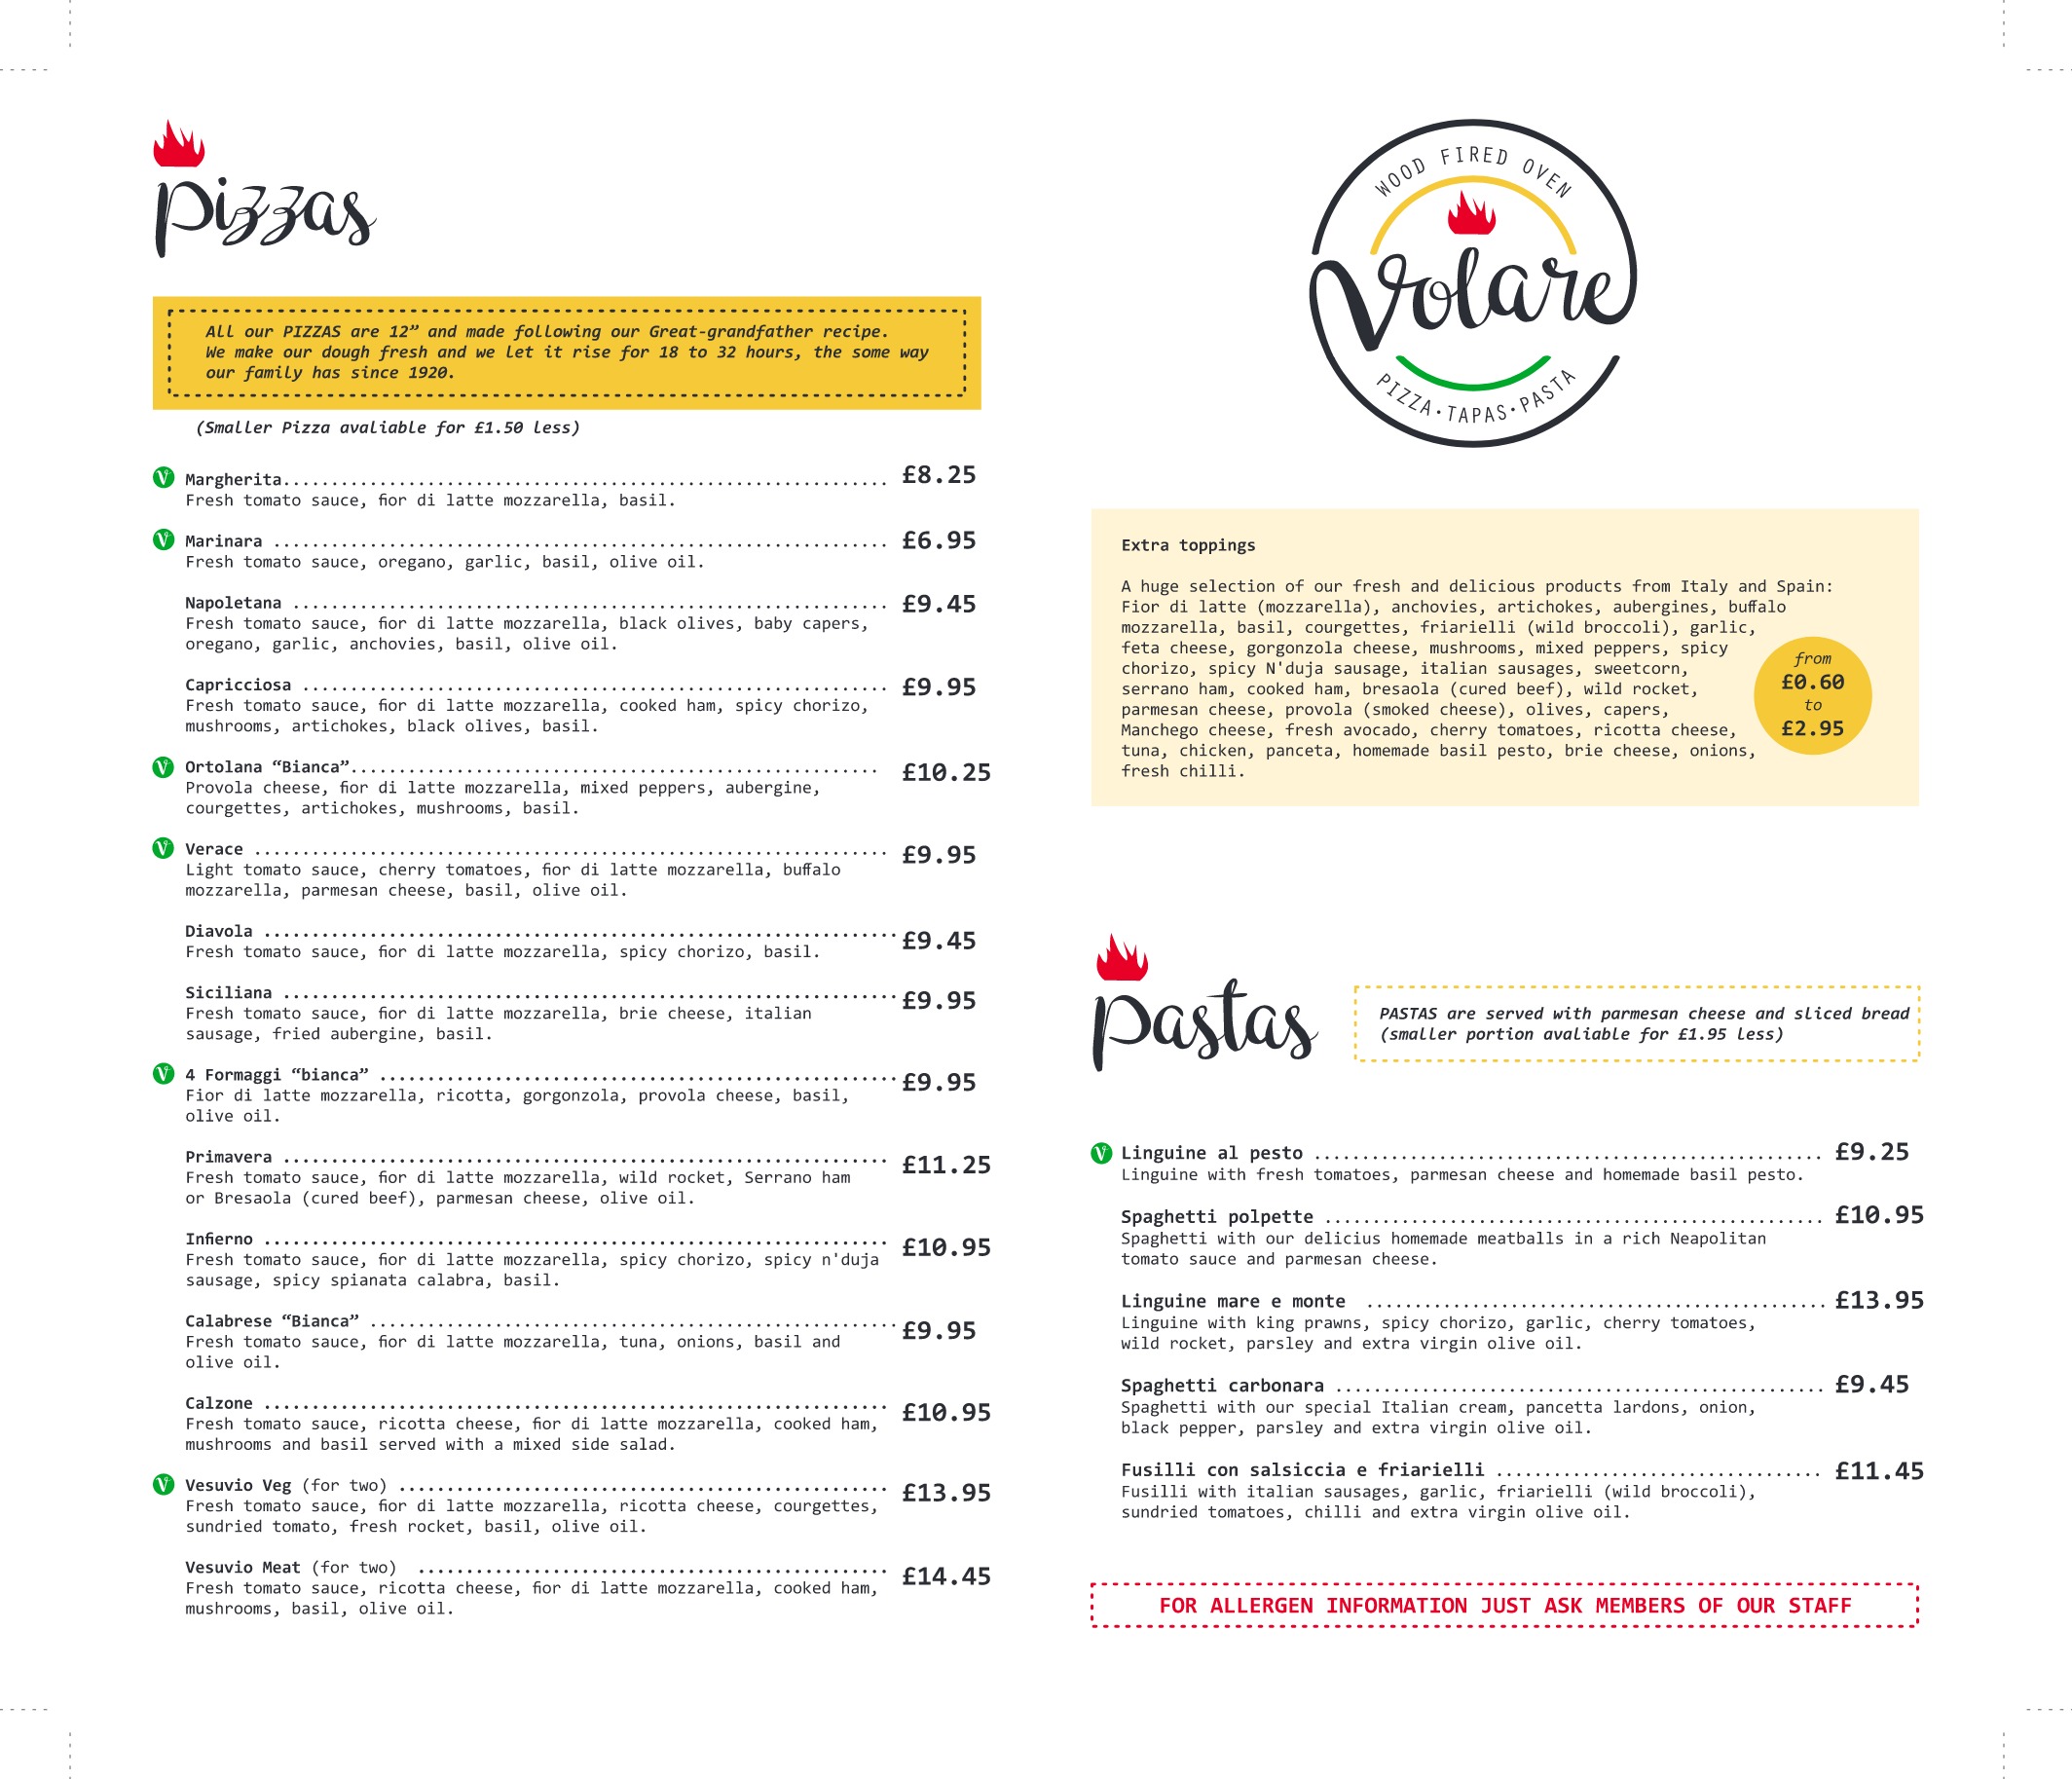 Pizzas
All our PIZZAS are 12” and made following our Great-grandfather recipe.
We make our dough fresh and we let it rise for 18 to 32 hours, the some way
our family has since 1920.
(Smaller Pizza avaliable for £1.50 less)
V Margherita............................................................... £8.25
Fresh tomato sauce, fior di latte mozzarella, basil.
V Marinara ................................................................ £6.95
Fresh tomato sauce, oregano, garlic, basil, olive oil.
Napoletana .............................................................. £9.45
Fresh tomato sauce, fior di latte mozzarella, black olives, baby capers,
oregano, garlic, anchovies, basil, olive oil.
Capricciosa ............................................................. £9.95
Fresh tomato sauce, fior di latte mozzarella, cooked ham, spicy chorizo,
mushrooms, artichokes, black olives, basil.
V Ortolana “Bianca”....................................................... £10.25
Provola cheese, fior di latte mozzarella, mixed peppers, aubergine,
courgettes, artichokes, mushrooms, basil.
V Verace .................................................................. £9.95
Light tomato sauce, cherry tomatoes, fior di latte mozzarella, buffalo
mozzarella, parmesan cheese, basil, olive oil.
Diavola .................................................................. £9.45
Fresh tomato sauce, fior di latte mozzarella, spicy chorizo, basil.
Siciliana ................................................................ £9.95
Fresh tomato sauce, fior di latte mozzarella, brie cheese, italian
sausage, fried aubergine, basil.
V 4 Formaggi “bianca” ...................................................... £9.95
Fior di latte mozzarella, ricotta, gorgonzola, provola cheese, basil,
olive oil.
Primavera ............................................................... £11.25
Fresh tomato sauce, fior di latte mozzarella, wild rocket, Serrano ham
or Bresaola (cured beef), parmesan cheese, olive oil.
Infierno ................................................................. £10.95
Fresh tomato sauce, fior di latte mozzarella, spicy chorizo, spicy n'duja
sausage, spicy spianata calabra, basil.
Calabrese “Bianca” ....................................................... £9.95
Fresh tomato sauce, fior di latte mozzarella, tuna, onions, basil and
olive oil.
Calzone ................................................................. £10.95
Fresh tomato sauce, ricotta cheese, fior di latte mozzarella, cooked ham,
mushrooms and basil served with a mixed side salad.
V Vesuvio Veg (for two) ................................................... £13.95
Fresh tomato sauce, fior di latte mozzarella, ricotta cheese, courgettes,
sundried tomato, fresh rocket, basil, olive oil.
Vesuvio Meat (for two) ................................................. £14.45
Fresh tomato sauce, ricotta cheese, fior di latte mozzarella, cooked ham,
mushrooms, basil, olive oil.
WOOD FIRED OVEN
Volare
PIZZA·TAPAS·PASTA
Extra toppings
A huge selection of our fresh and delicious products from Italy and Spain:
Fior di latte (mozzarella), anchovies, artichokes, aubergines, buffalo
mozzarella, basil, courgettes, friarielli (wild broccoli), garlic,
feta cheese, gorgonzola cheese, mushrooms, mixed peppers, spicy
chorizo, spicy N'duja sausage, italian sausages, sweetcorn,
serrano ham, cooked ham, bresaola (cured beef), wild rocket,
parmesan cheese, provola (smoked cheese), olives, capers,
Manchego cheese, fresh avocado, cherry tomatoes, ricotta cheese,
tuna, chicken, panceta, homemade basil pesto, brie cheese, onions,
fresh chilli.
from
£0.60
to
£2.95
Pastas
PASTAS are served with parmesan cheese and sliced bread
(smaller portion avaliable for £1.95 less)
V Linguine al pesto ..................................................... £9.25
Linguine with fresh tomatoes, parmesan cheese and homemade basil pesto.
Spaghetti polpette .................................................... £10.95
Spaghetti with our delicius homemade meatballs in a rich Neapolitan
tomato sauce and parmesan cheese.
Linguine mare e monte ................................................ £13.95
Linguine with king prawns, spicy chorizo, garlic, cherry tomatoes,
wild rocket, parsley and extra virgin olive oil.
Spaghetti carbonara ................................................... £9.45
Spaghetti with our special Italian cream, pancetta lardons, onion,
black pepper, parsley and extra virgin olive oil.
Fusilli con salsiccia e friarielli .................................. £11.45
Fusilli with italian sausages, garlic, friarielli (wild broccoli),
sundried tomatoes, chilli and extra virgin olive oil.
FOR ALLERGEN INFORMATION JUST ASK MEMBERS OF OUR STAFF